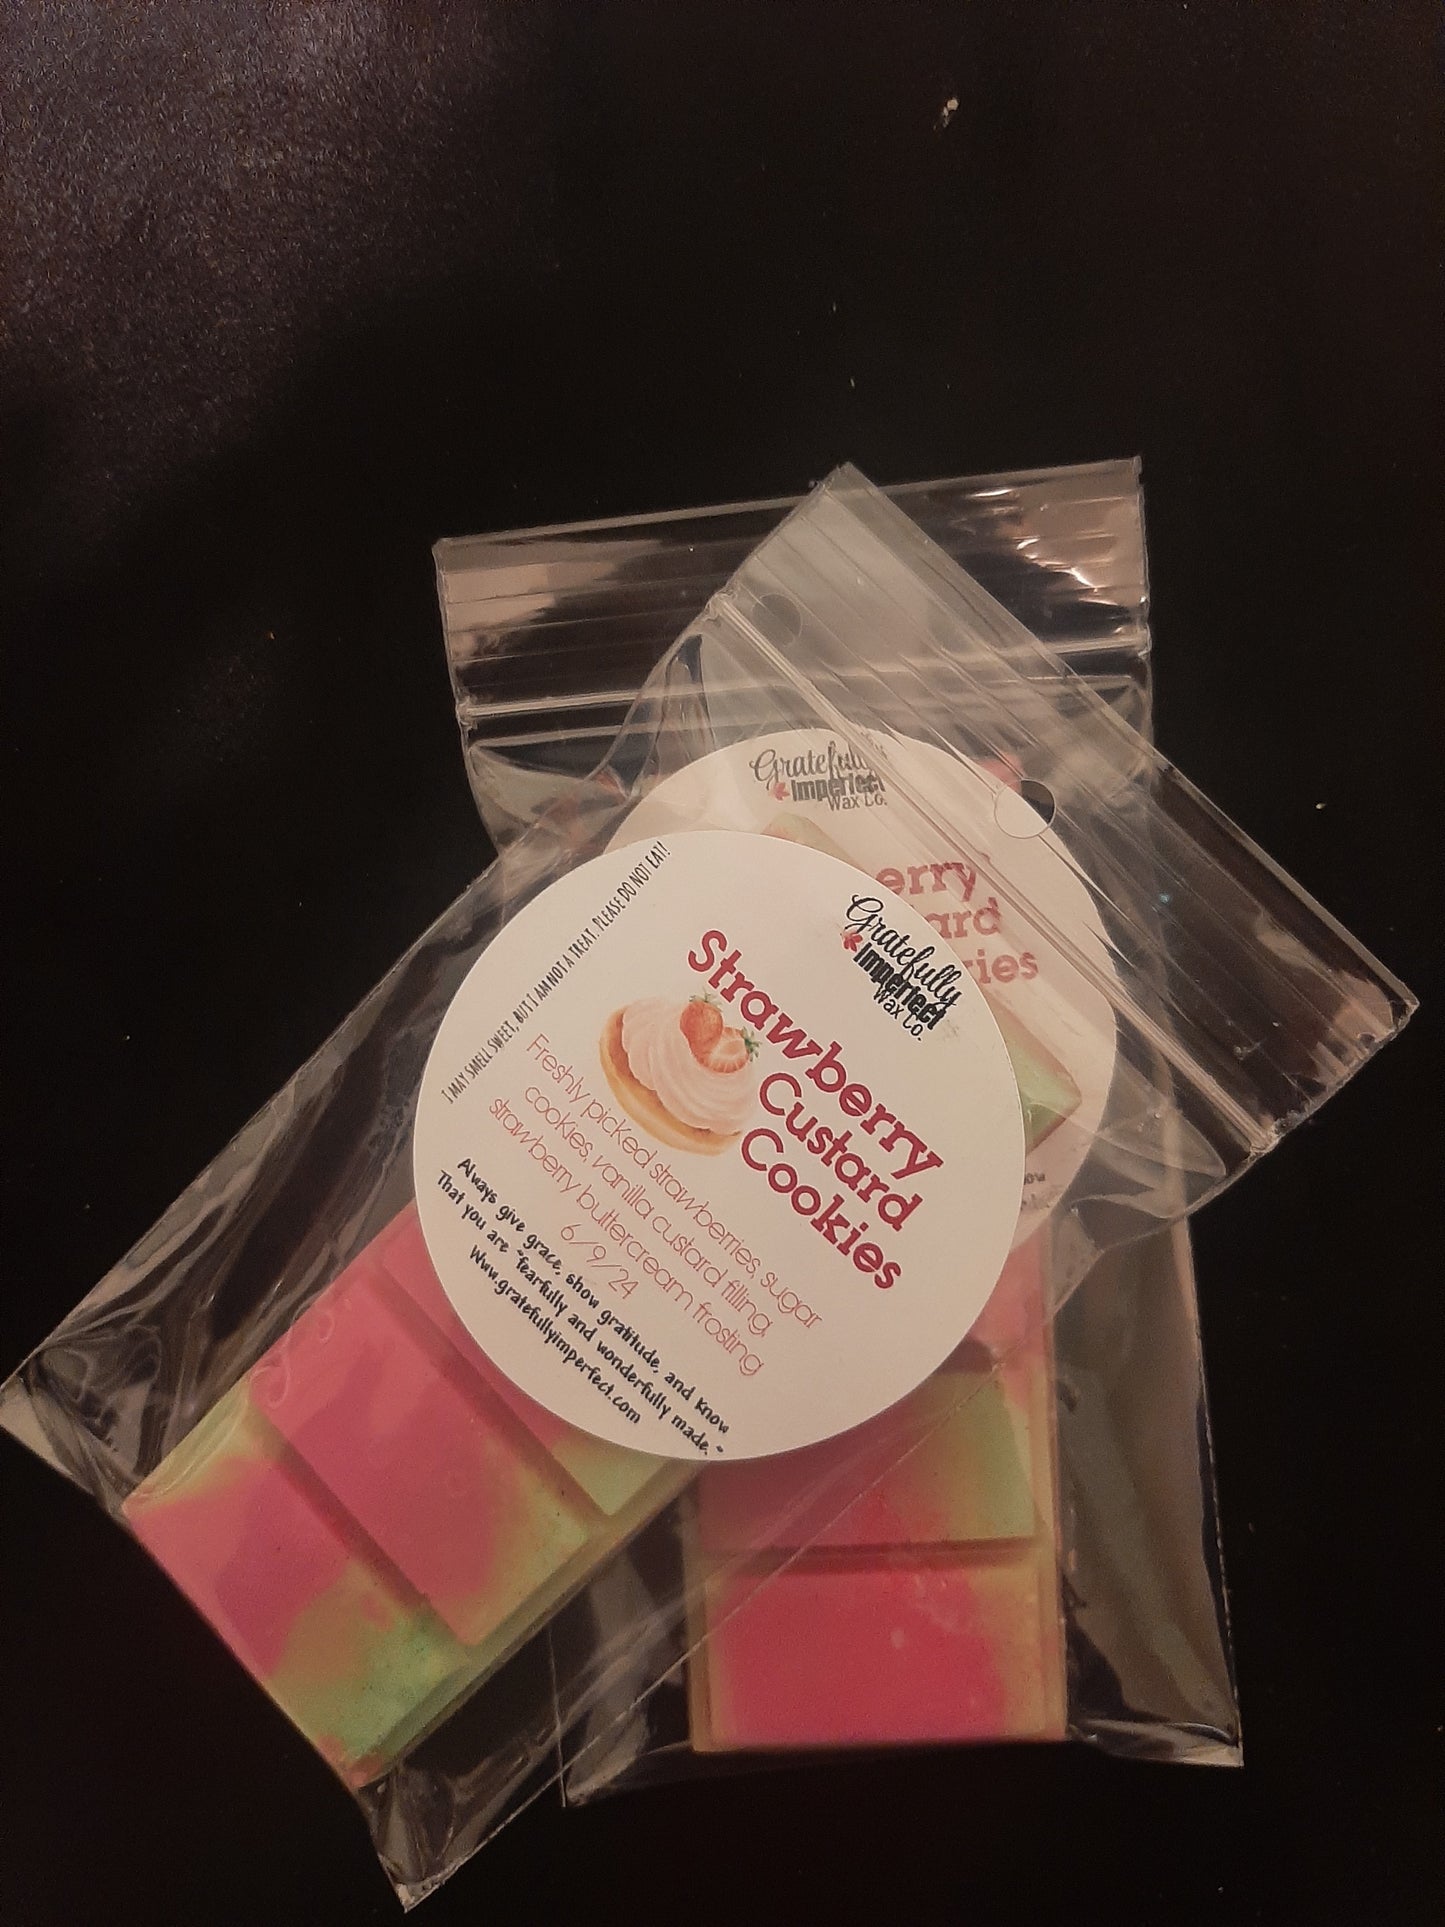 Gratefully
Imperfect
Wax Co.
erry
ard
kies
I MAY SMELL SWEET, BUT I AM NOT A TREAT. PLEASE DO NOT EAT!
Gratefully
Imperfect
Wax Co.
Strawberry
Custard
Cookies
Freshly picked strawberries, sugar
cookies, vanilla custard filling,
strawberry buttercream frosting
6/9/24
Always give grace, show gratitude, and know
That you are "fearfully and wonderfully made."
Www.gratefullyimperfect.com